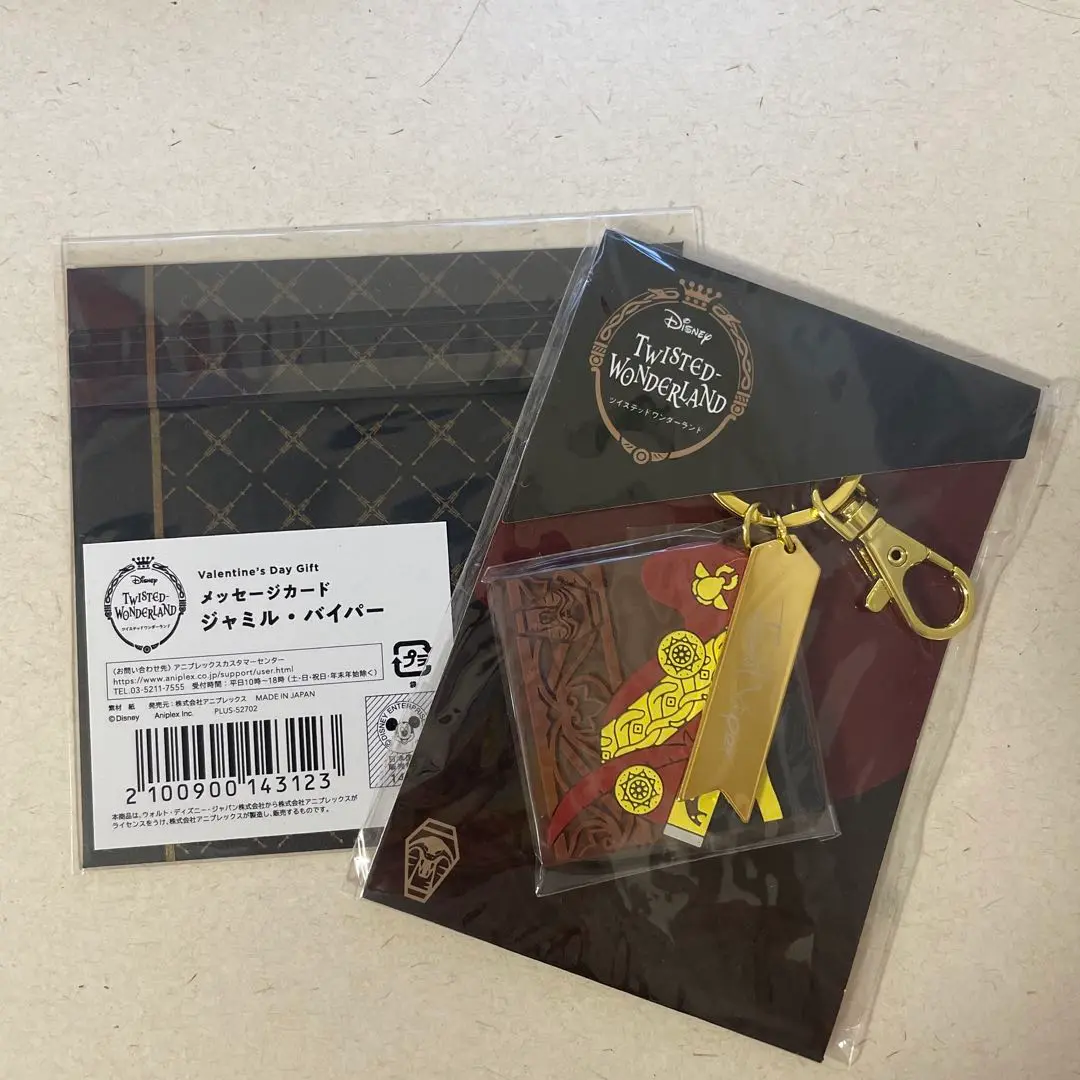 Disney
TWISTED-
WONDERLAND
ツイステッドワンダーランド
Disney
TWISTED-
WONDERLAND
ツイステッドワンダーランド
Valentine's Day Gift
メッセージカード
ジャミル・バイパー
〈お問い合わせ先〉アニプレックスカスタマーセンター
https://www.aniplex.co.jp/support/user.html
TEL.03-5211-7555 受付時間：平日10時～18時 (土・日・祝日・年末年始除く)
プラ
袋
素材 紙 発売元：株式会社アニプレックス MADE IN JAPAN
©Disney Aniplex Inc. PLUS-52702
©DISNEY ENTERPRISE
2 100900 143123
本商品は、ウォルト・ディズニー・ジャパン株式会社から株式会社アニプレックスが
ライセンスをうけ、株式会社アニプレックスが製造し、販売するものです。